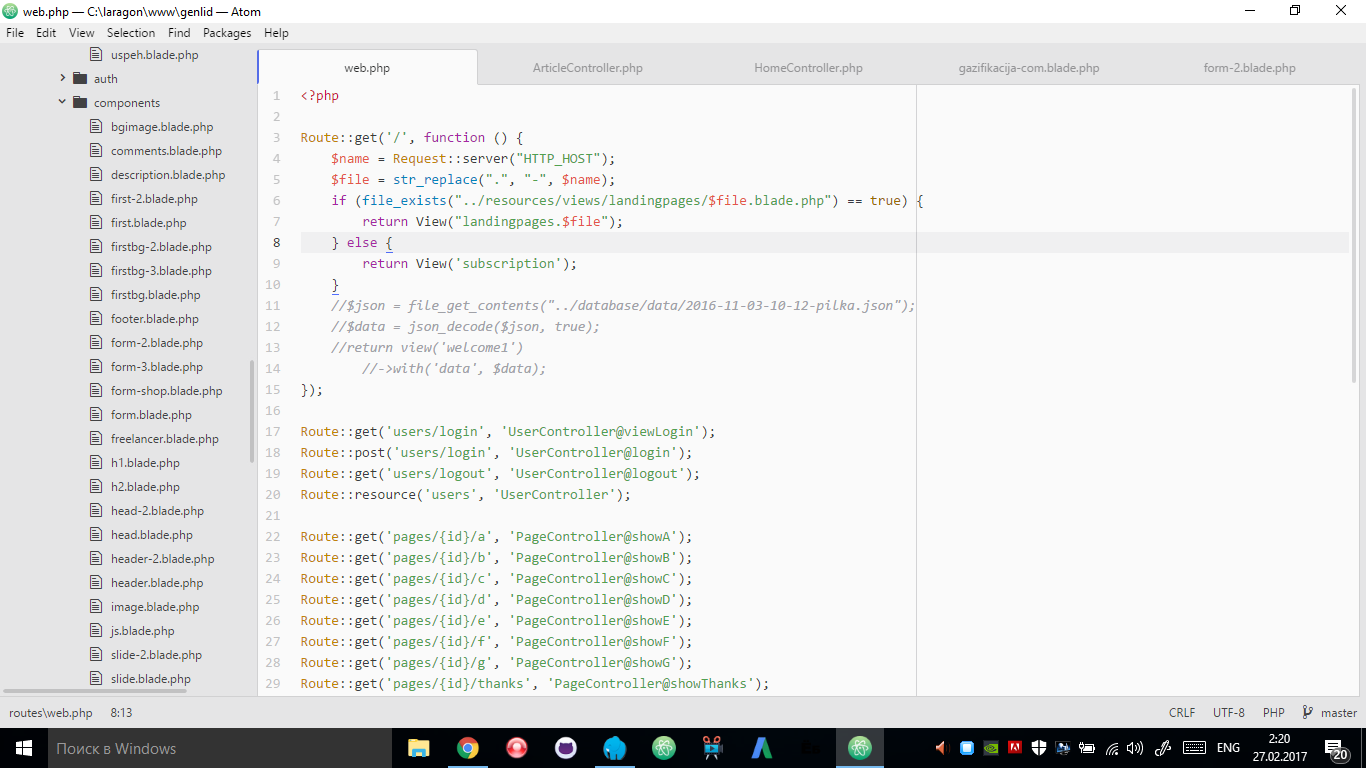 web.php — C:\laragon\www\genlid — Atom
File Edit View Selection Find Packages Help
uspeh.blade.php
auth
components
bgimage.blade.php
comments.blade.php
description.blade.php
first-2.blade.php
first.blade.php
firstbg-2.blade.php
firstbg-3.blade.php
firstbg.blade.php
footer.blade.php
form-2.blade.php
form-3.blade.php
form-shop.blade.php
form.blade.php
freelancer.blade.php
h1.blade.php
h2.blade.php
head-2.blade.php
head.blade.php
header-2.blade.php
header.blade.php
image.blade.php
js.blade.php
slide-2.blade.php
slide.blade.php
web.php ArticleController.php HomeController.php gazifikacija-com.blade.php form-2.blade.php
1 <?php
2
3 Route::get('/', function () {
4 $name = Request::server("HTTP_HOST");
5 $file = str_replace(".", "-", $name);
6 if (file_exists("../resources/views/landingpages/$file.blade.php") == true) {
7 return View("landingpages.$file");
8 } else {
9 return View('subscription');
10 }
11 //$json = file_get_contents("../database/data/2016-11-03-10-12-pilka.json");
12 //$data = json_decode($json, true);
13 //return view('welcome1')
14 //->with('data', $data);
15 });
16
17 Route::get('users/login', 'UserController@viewLogin');
18 Route::post('users/login', 'UserController@login');
19 Route::get('users/logout', 'UserController@logout');
20 Route::resource('users', 'UserController');
21
22 Route::get('pages/{id}/a', 'PageController@showA');
23 Route::get('pages/{id}/b', 'PageController@showB');
24 Route::get('pages/{id}/c', 'PageController@showC');
25 Route::get('pages/{id}/d', 'PageController@showD');
26 Route::get('pages/{id}/e', 'PageController@showE');
27 Route::get('pages/{id}/f', 'PageController@showF');
28 Route::get('pages/{id}/g', 'PageController@showG');
29 Route::get('pages/{id}/thanks', 'PageController@showThanks');
routes\web.php 8:13 CRLF UTF-8 PHP master
Поиск в Windows
ENG
2:20
27.02.2017
20